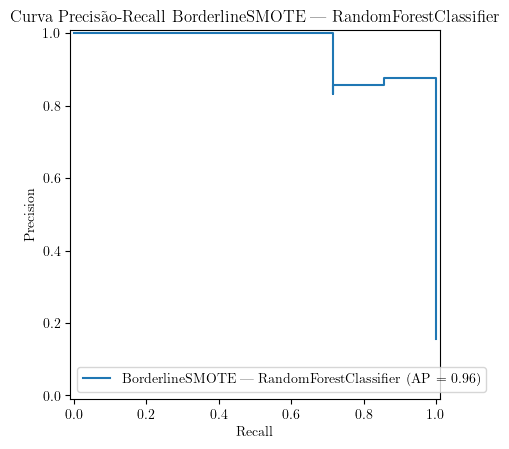 Curva Precisão-Recall BorderlineSMOTE — RandomForestClassifier
1.0
0.8
0.6
0.4
0.2
0.0
Precision
BorderlineSMOTE — RandomForestClassifier (AP = 0.96)
0.0 0.2 0.4 0.6 0.8 1.0
Recall